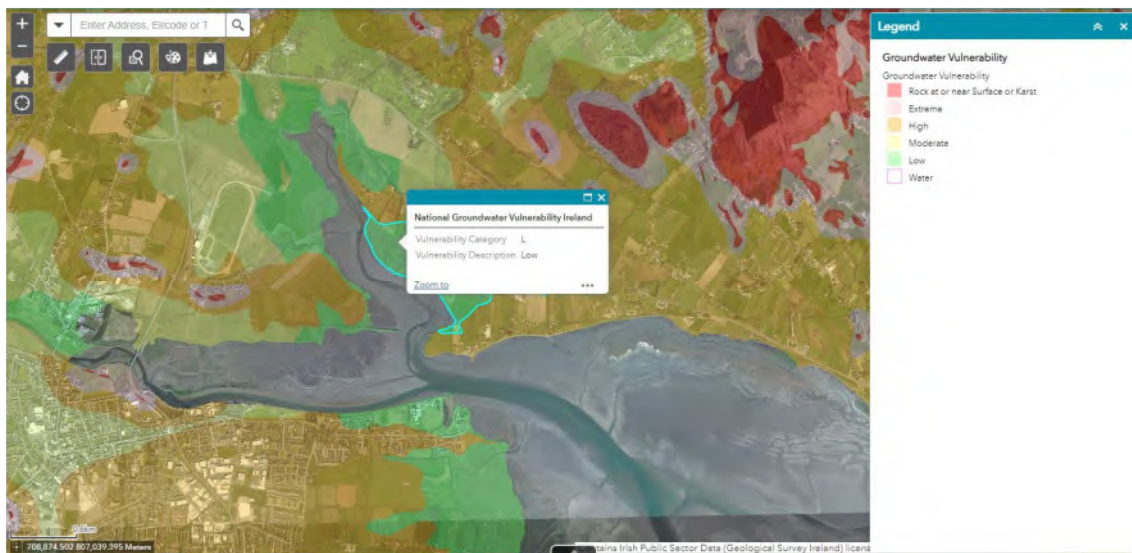 +
Enter Address, Eircode or T
−
National Groundwater Vulnerability Ireland
Vulnerability Category L
Vulnerability Description Low
Zoom to
•••
0.6km
708,874.502 807,039.395 Meters
tains Irish Public Sector Data (Geological Survey Ireland) licens
Legend
Groundwater Vulnerability
Groundwater Vulnerability
Rock at or near Surface or Karst
Extreme
High
Moderate
Low
Water